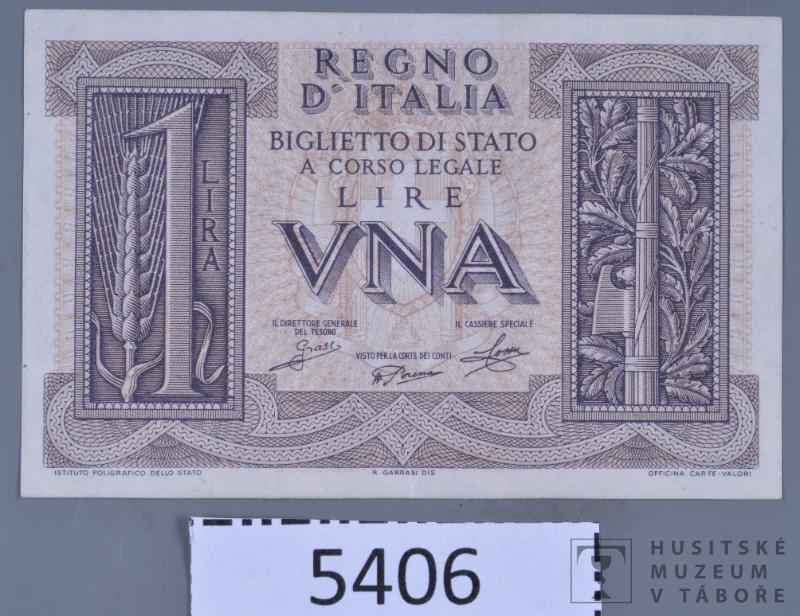 REGNO
D'ITALIA
BIGLIETTO DI STATO
A CORSO LEGALE
LIRE
VNA
1 LIRA
IL DIRETTORE GENERALE
DEL TESORO
IL CASSIERE SPECIALE
Grassi
VISTO PER LA CORTE DEI CONTI
Porena
ISTITUTO POLIGRAFICO DELLO STATO
R. GARRASI DIS
OFFICINA CARTE-VALORI
5406
HUSITSKÉ
MUZEUM
V TÁBOŘE